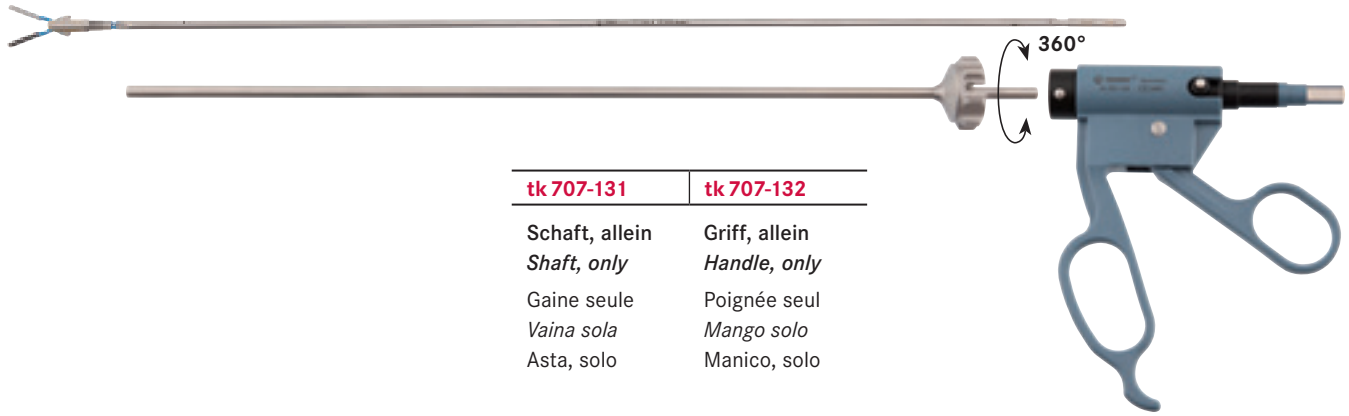 360°
tk 707-131 tk 707-132
Schaft, allein Griff, allein
Shaft, only Handle, only
Gaine seule Poignée seul
Vaina sola Mango solo
Asta, solo Manico, solo